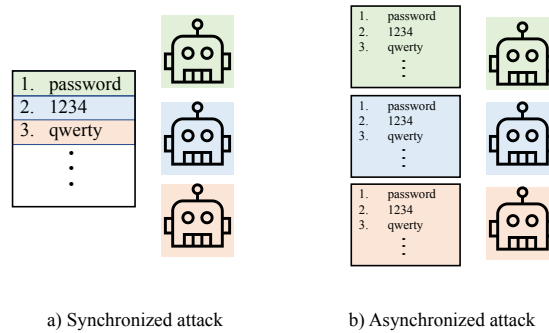 1. password
2. 1234
3. qwerty
1. password
2. 1234
3. qwerty
1. password
2. 1234
3. qwerty
1. password
2. 1234
3. qwerty
a) Synchronized attack
b) Asynchronized attack